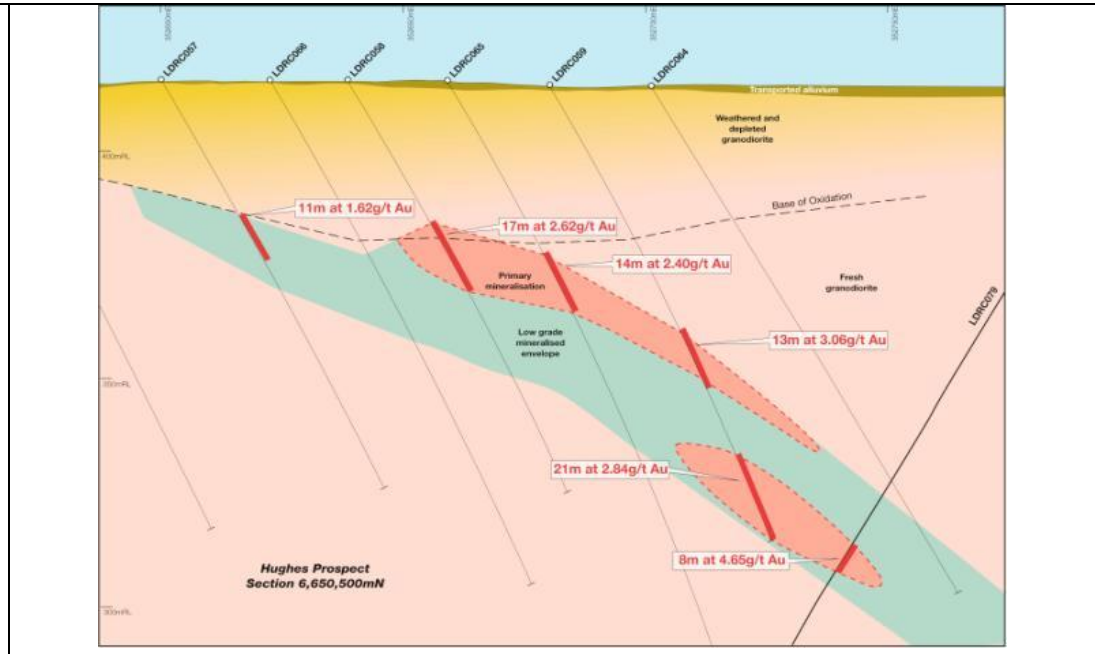 LDRC057
LDRC066
LDRC058
LDRC065
LDRC059
LDRC064
Transported alluvium
Weathered and
depleted
granodiorite
400mRL
Base of Oxidation
11m at 1.62g/t Au
17m at 2.62g/t Au
14m at 2.40g/t Au
Primary
mineralisation
Fresh
granodiorite
LDRC079
Low grade
mineralised
envelope
13m at 3.06g/t Au
350mRL
21m at 2.84g/t Au
8m at 4.65g/t Au
Hughes Prospect
Section 6,650,500mN
300mRL